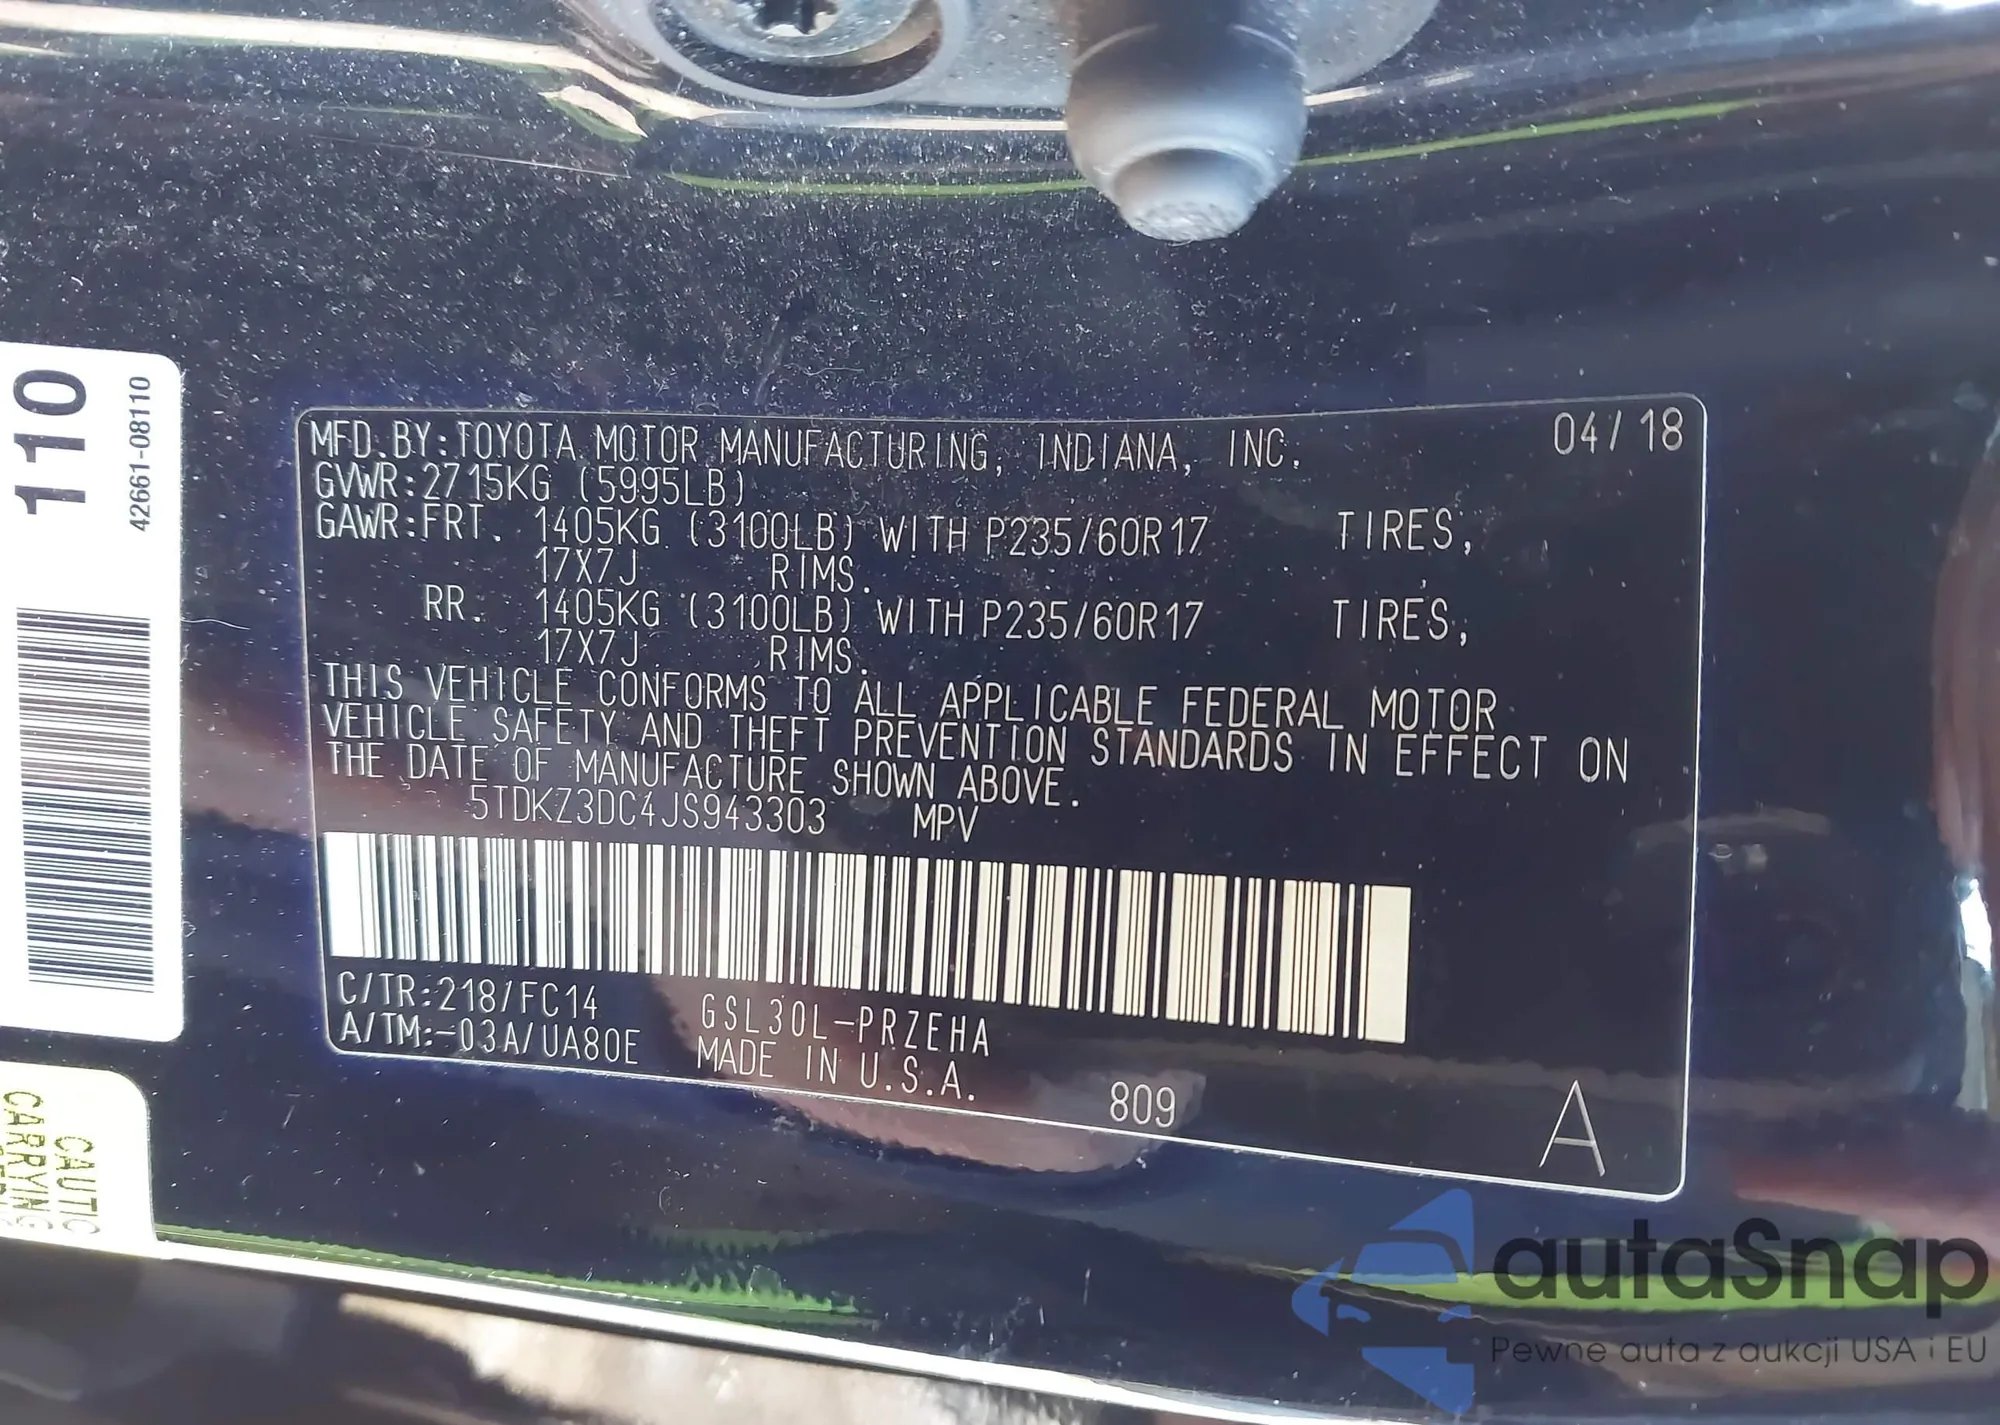 110
42661-08110
MFD. BY: TOYOTA MOTOR MANUFACTURING, INDIANA, INC. 04/18
GVWR: 2715KG (5995LB)
GAWR: FRT. 1405KG (3100LB) WITH P235/60R17 TIRES,
17X7J RIMS.
RR. 1405KG (3100LB) WITH P235/60R17 TIRES,
17X7J RIMS.
THIS VEHICLE CONFORMS TO ALL APPLICABLE FEDERAL MOTOR
VEHICLE SAFETY AND THEFT PREVENTION STANDARDS IN EFFECT ON
THE DATE OF MANUFACTURE SHOWN ABOVE.
5TDKZ3DC4JS943303 MPV
C/TR:218/FC14 GSL30L-PRZEHA
A/TM:-03A/UA80E MADE IN U.S.A.
809 A
CAUTIO
CARRYING
autaSnap
Pewne auta z aukcji USA i EU